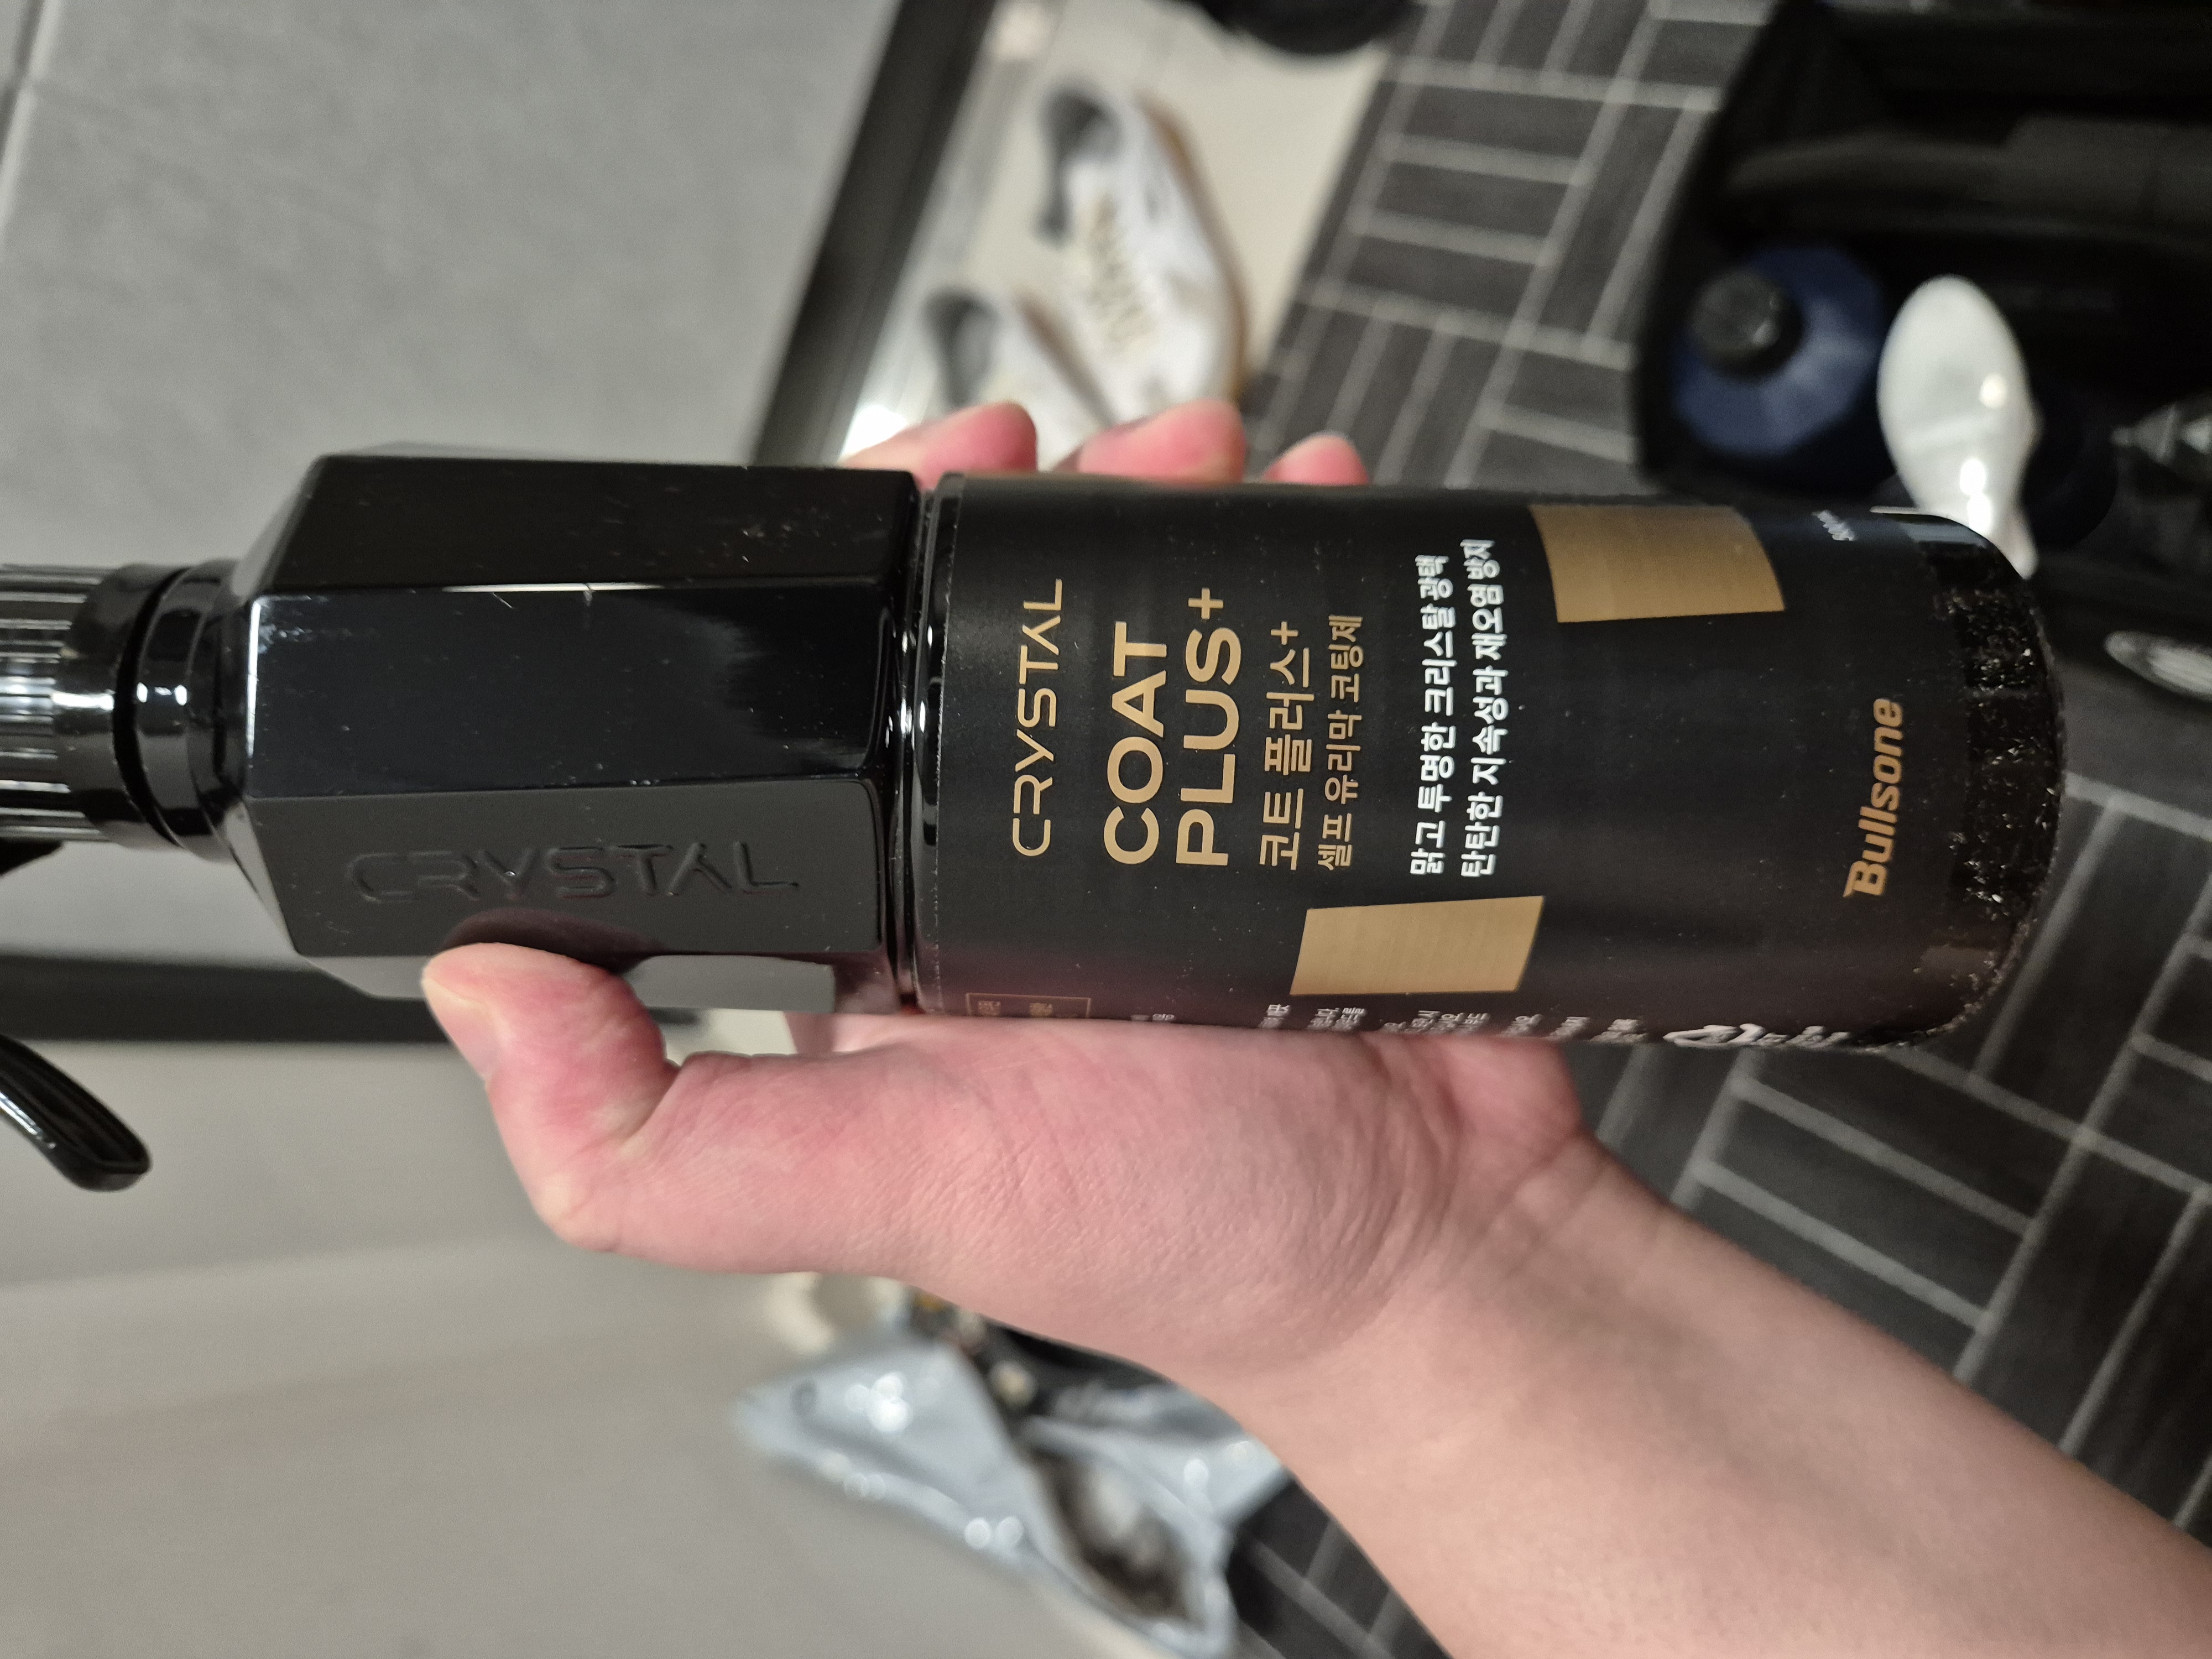 CRYSTAL
CRYSTAL
COAT
PLUS+
코트 플러스+
셀프 유리막 코팅제
맑고 투명한 크리스탈 광택
탄탄한 지속성과 재오염 방지
Bullsone